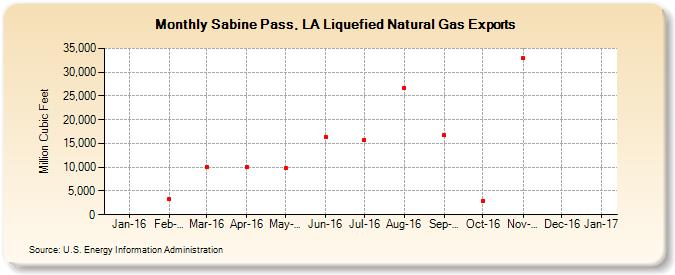 Monthly Sabine Pass, LA Liquefied Natural Gas Exports
Million Cubic Feet
35,000
30,000
25,000
20,000
15,000
10,000
5,000
0
Jan-16 Feb-... Mar-16 Apr-16 May-... Jun-16 Jul-16 Aug-16 Sep-... Oct-16 Nov-... Dec-16 Jan-17
Source: U.S. Energy Information Administration